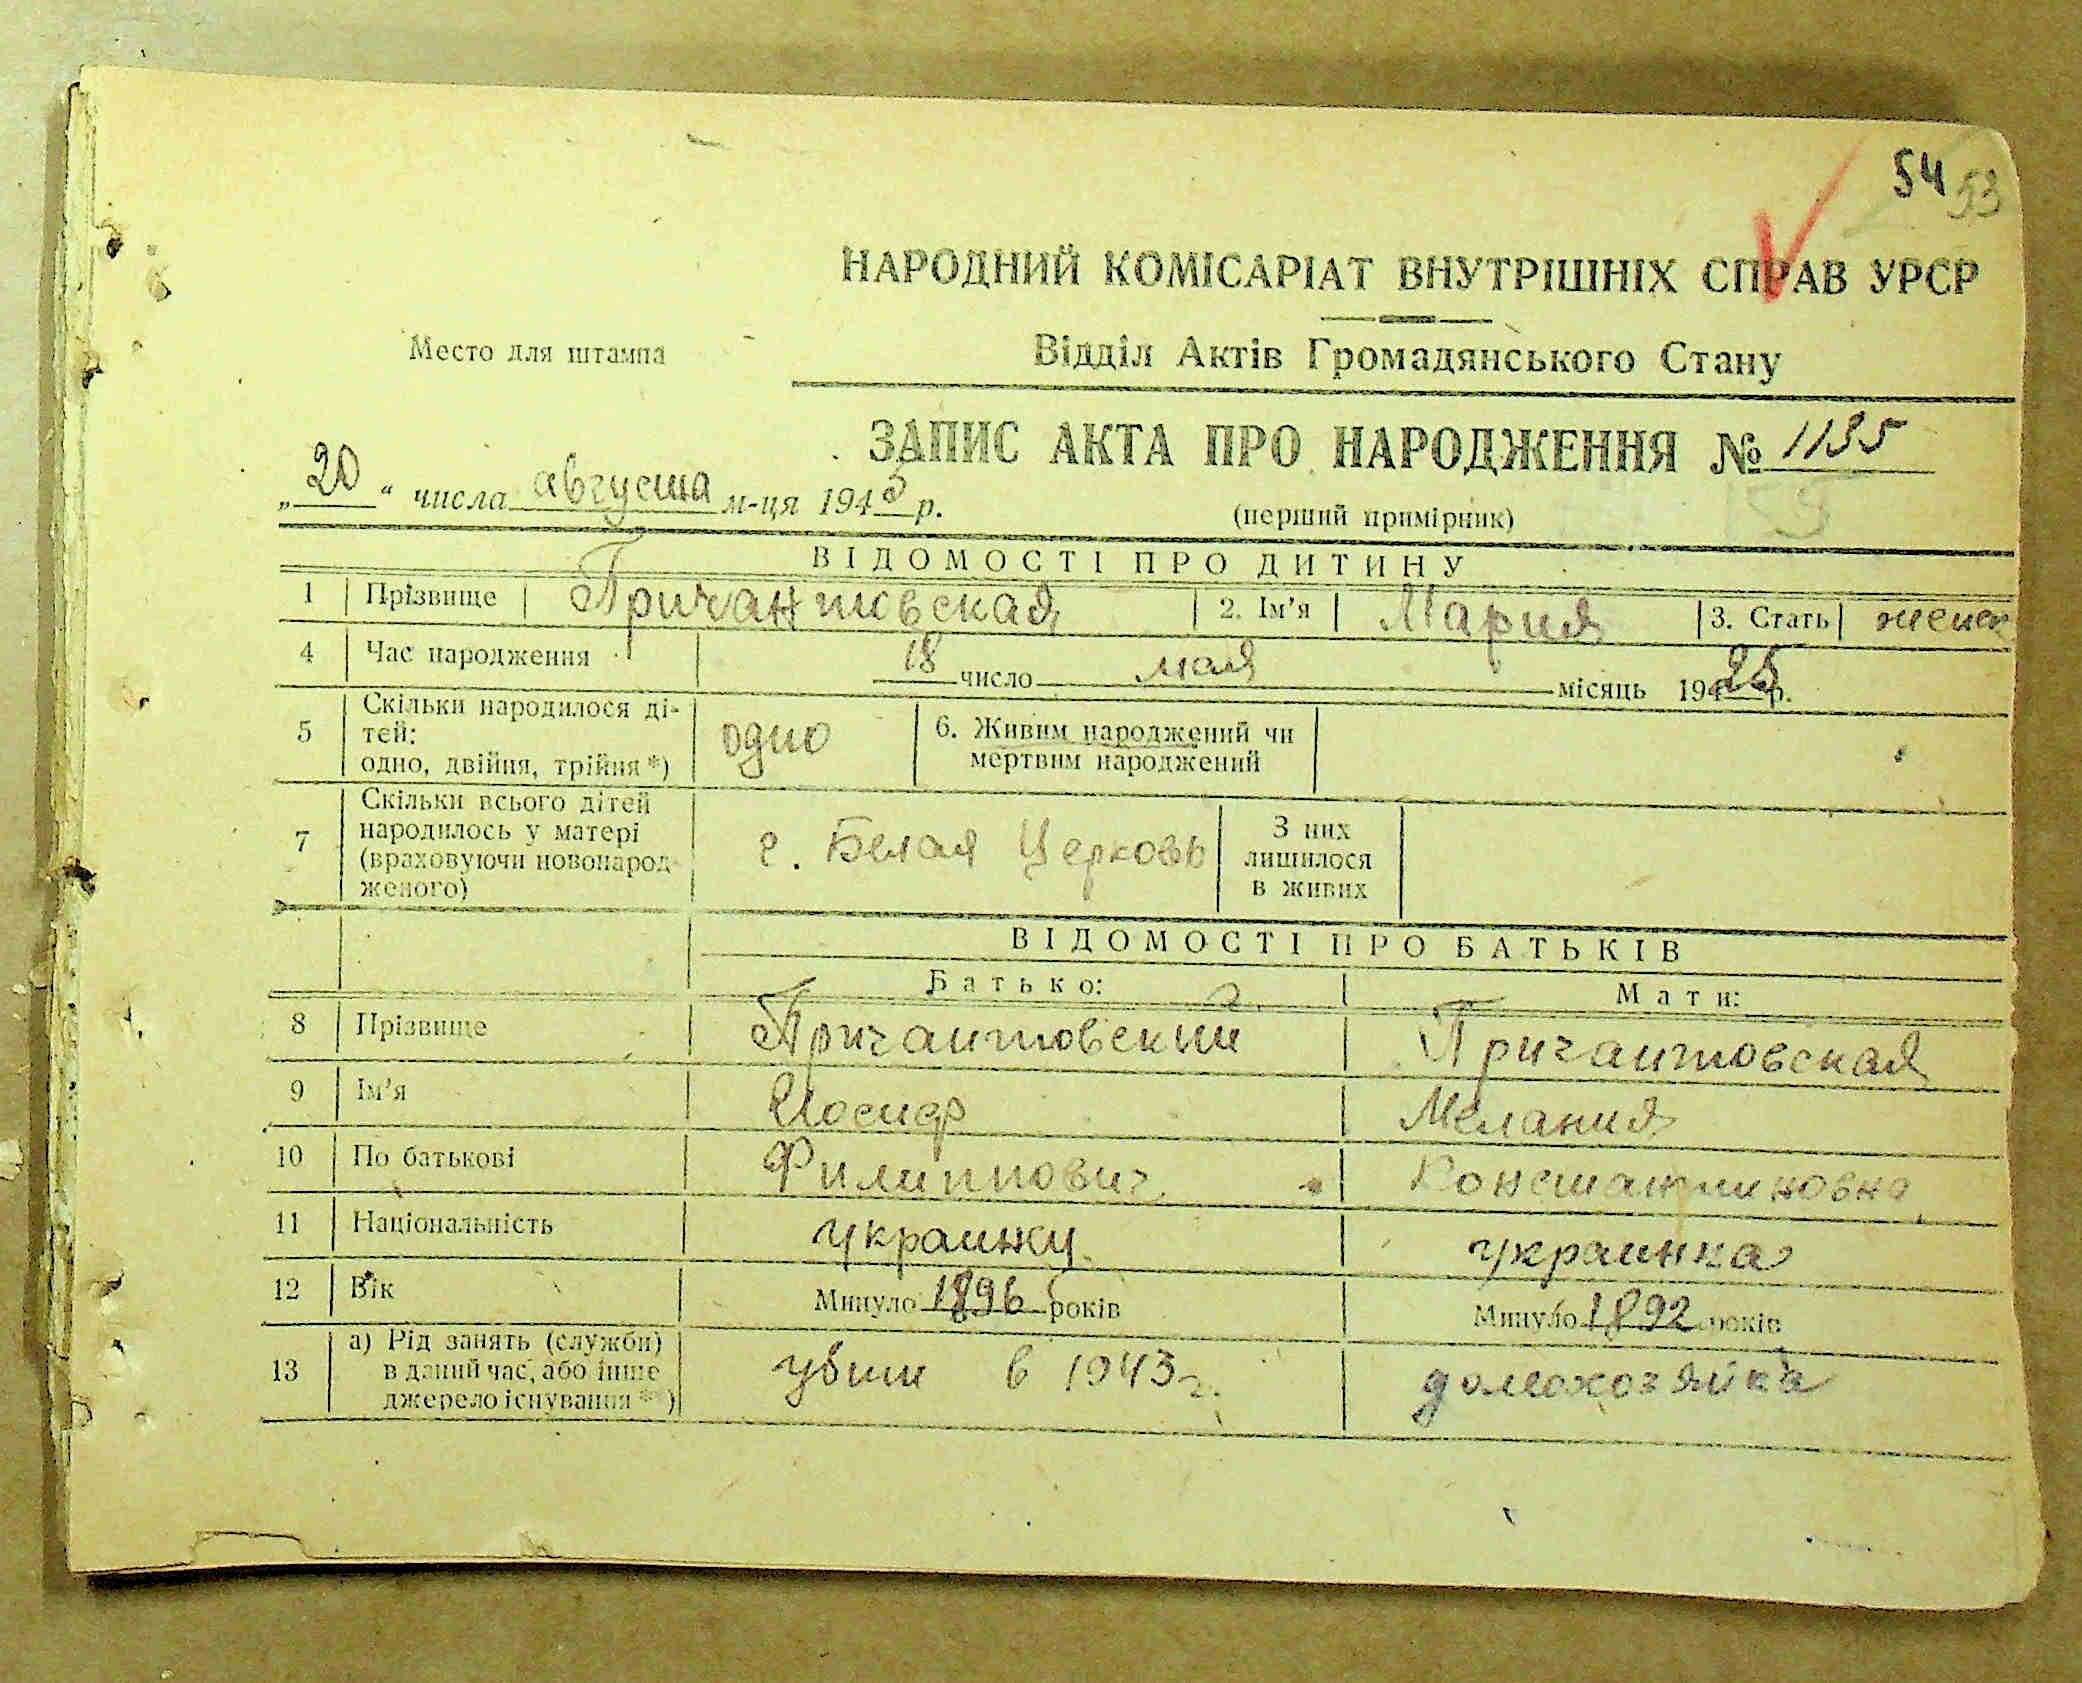 54 53
НАРОДНИЙ КОМІСАРІАТ ВНУТРІШНІХ СПРАВ УРСР
Место для штампа
Відділ Актів Громадянського Стану
ЗАПИС АКТА ПРО НАРОДЖЕННЯ № 1135
„20“ числа августа м-ця 1945 р.
(перший примірник)
ВІДОМОСТІ ПРО ДИТИНУ
1 Прізвище Причантовская 2. Ім’я Мария 3. Стать женск
4 Час народження 18 число мая місяць 1925 р.
5 Скільки народилося ді-
тей:
одно, двійня, трійня*) одно 6. Живим народжений чи
мертвим народжений
7 Скільки всього дітей
народилось у матері
(враховуючи новонарод-
женого) г. Белая Церковь З них
лишилося
в живих
ВІДОМОСТІ ПРО БАТЬКІВ
Батько: Мати:
8 Прізвище Причантовский Причантовская
9 Ім’я Иосиф Мелания
10 По батькові Филиппович Константиновна
11 Національність украинец украинка
12 Вік Минуло 1896 років Минуло 1892 років
13 а) Рід занять (служби)
в даний час, або інше
джерело існування**) убит в 1943 г. домохозяйка